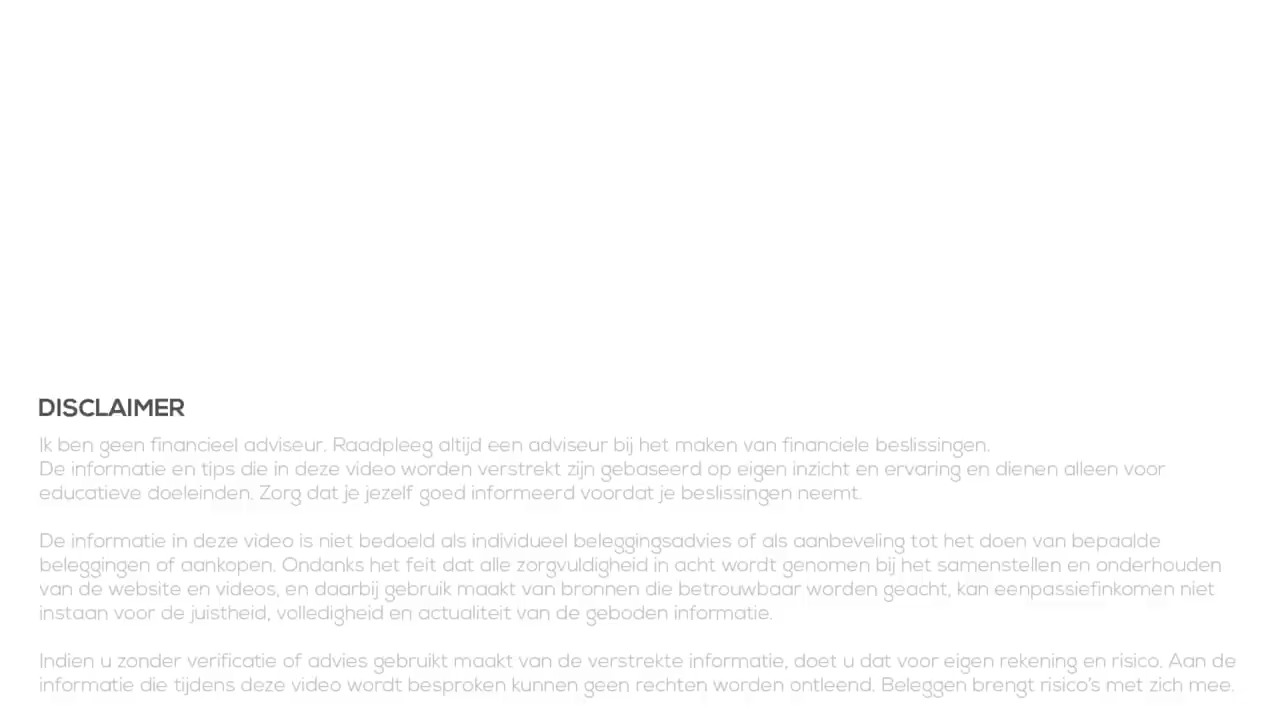 DISCLAIMER
Ik ben geen financieel adviseur. Raadpleeg altijd een adviseur bij het maken van financiele beslissingen.
De informatie en tips die in deze video worden verstrekt zijn gebaseerd op eigen inzicht en ervaring en dienen alleen voor
educatieve doeleinden. Zorg dat je jezelf goed informeerd voordat je beslissingen neemt.
De informatie in deze video is niet bedoeld als individueel beleggingsadvies of als aanbeveling tot het doen van bepaalde
beleggingen of aankopen. Ondanks het feit dat alle zorgvuldigheid in acht wordt genomen bij het samenstellen en onderhouden
van de website en videos, en daarbij gebruik maakt van bronnen die betrouwbaar worden geacht, kan eenpassiefinkomen niet
instaan voor de juistheid, volledigheid en actualiteit van de geboden informatie.
Indien u zonder verificatie of advies gebruikt maakt van de verstrekte informatie, doet u dat voor eigen rekening en risico. Aan de
informatie die tijdens deze video wordt besproken kunnen geen rechten worden ontleend. Beleggen brengt risico's met zich mee.